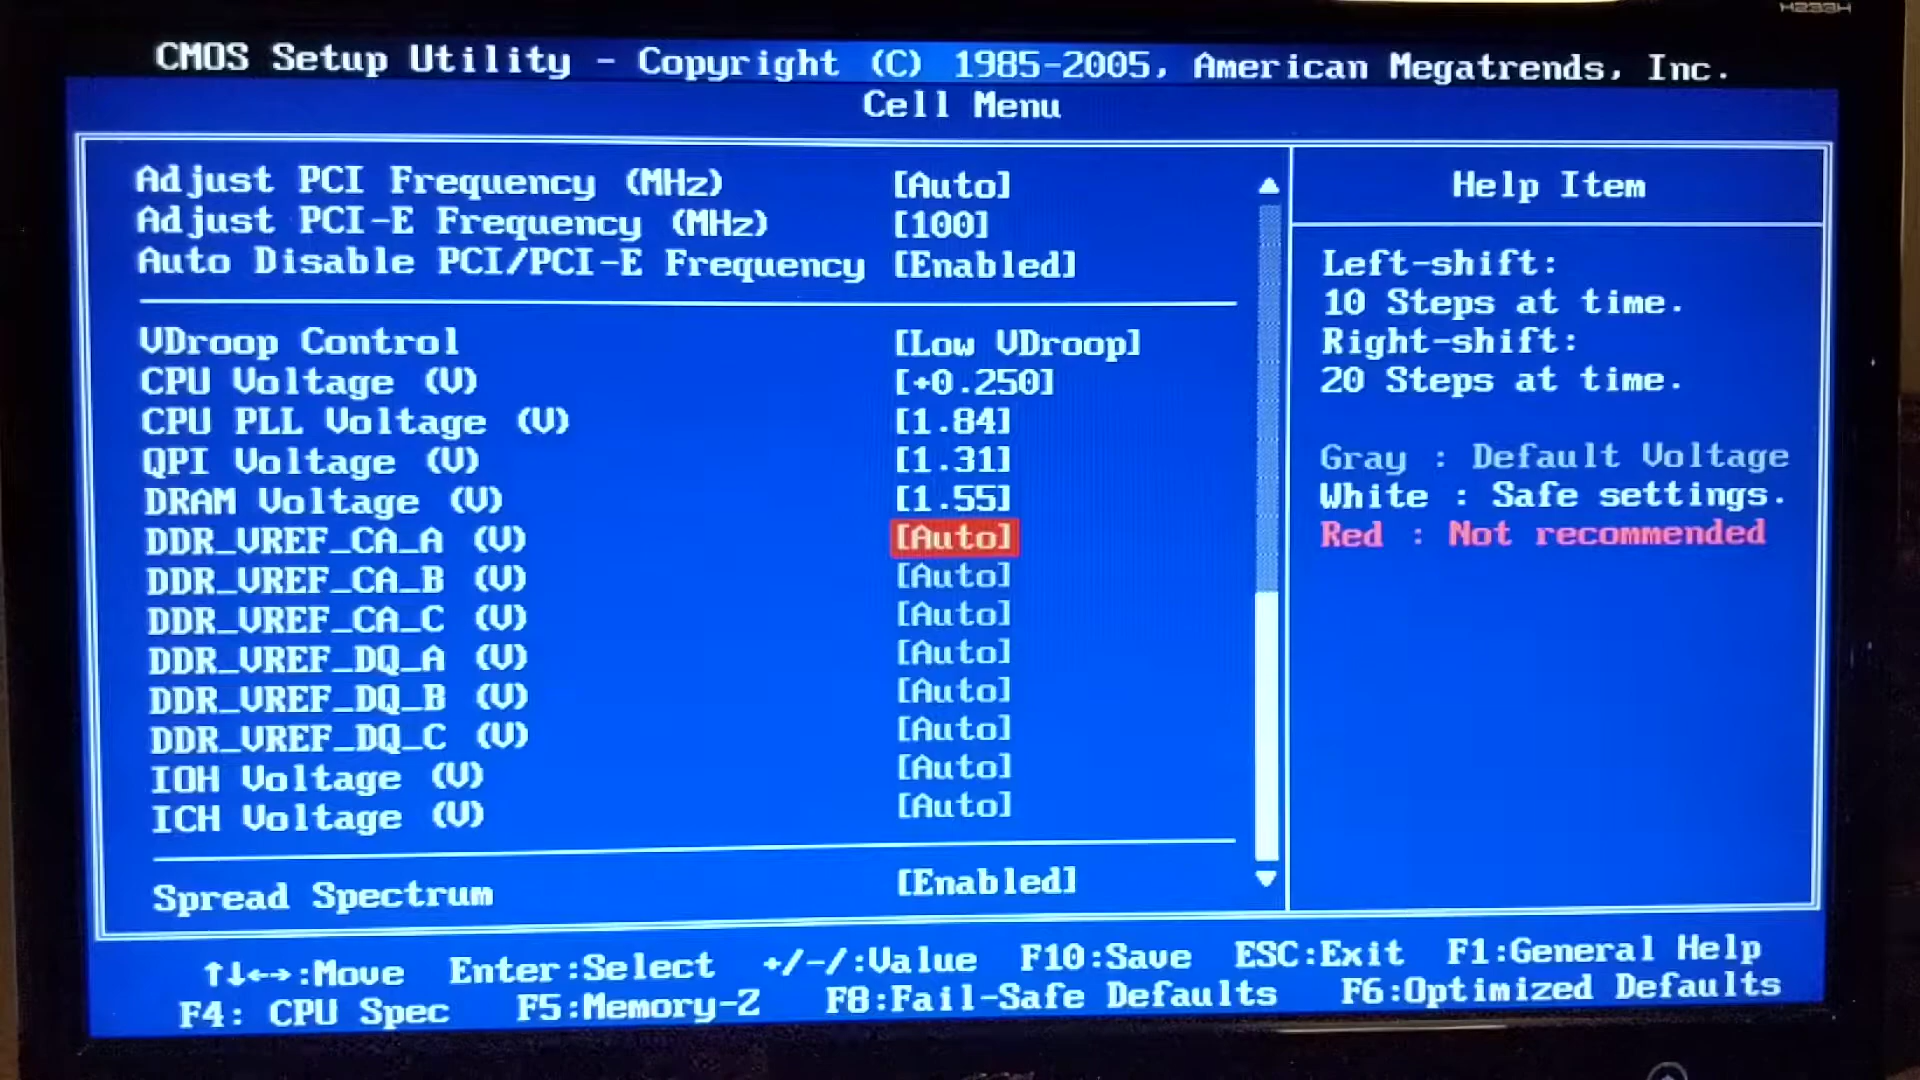 H233H
CMOS Setup Utility - Copyright (C) 1985-2005, American Megatrends, Inc.
Cell Menu
Adjust PCI Frequency (MHz) [Auto]
Adjust PCI-E Frequency (MHz) [100]
Auto Disable PCI/PCI-E Frequency [Enabled]
VDroop Control [Low VDroop]
CPU Voltage (V) [+0.250]
CPU PLL Voltage (V) [1.84]
QPI Voltage (V) [1.31]
DRAM Voltage (V) [1.55]
DDR_VREF_CA_A (V) [Auto]
DDR_VREF_CA_B (V) [Auto]
DDR_VREF_CA_C (V) [Auto]
DDR_VREF_DQ_A (V) [Auto]
DDR_VREF_DQ_B (V) [Auto]
DDR_VREF_DQ_C (V) [Auto]
IOH Voltage (V) [Auto]
ICH Voltage (V) [Auto]
Spread Spectrum [Enabled]
Help Item
Left-shift:
10 Steps at time.
Right-shift:
20 Steps at time.
Gray : Default Voltage
White : Safe settings.
Red : Not recommended
↑↓←→:Move Enter:Select +/-/:Value F10:Save ESC:Exit F1:General Help
F4: CPU Spec F5:Memory-Z F8:Fail-Safe Defaults F6:Optimized Defaults